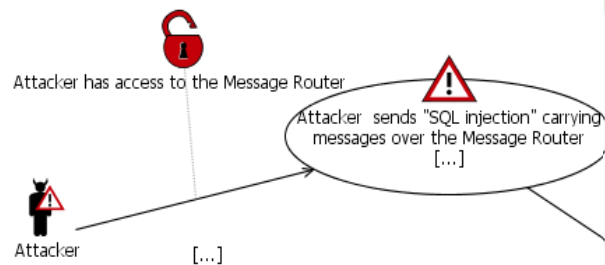 Attacker has access to the Message Router
Attacker sends "SQL injection" carrying
messages over the Message Router
[...]
Attacker
[...]